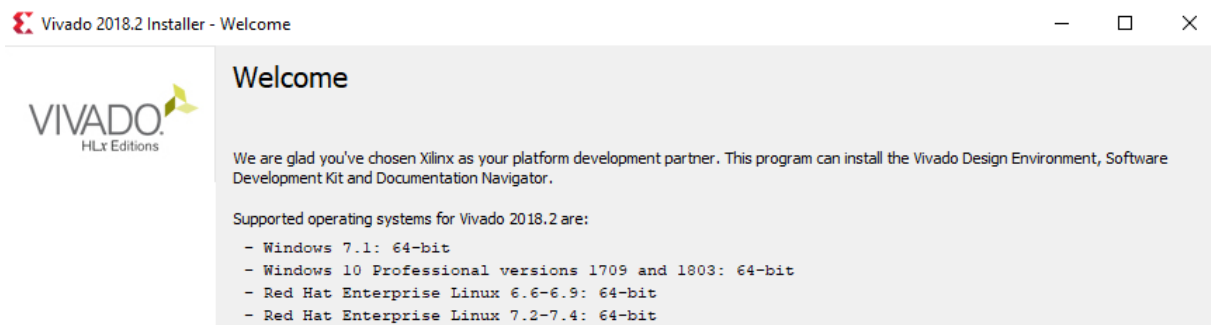 Vivado 2018.2 Installer - Welcome
VIVADO.
HLx Editions
Welcome
We are glad you've chosen Xilinx as your platform development partner. This program can install the Vivado Design Environment, Software
Development Kit and Documentation Navigator.
Supported operating systems for Vivado 2018.2 are:
- Windows 7.1: 64-bit
- Windows 10 Professional versions 1709 and 1803: 64-bit
- Red Hat Enterprise Linux 6.6-6.9: 64-bit
- Red Hat Enterprise Linux 7.2-7.4: 64-bit